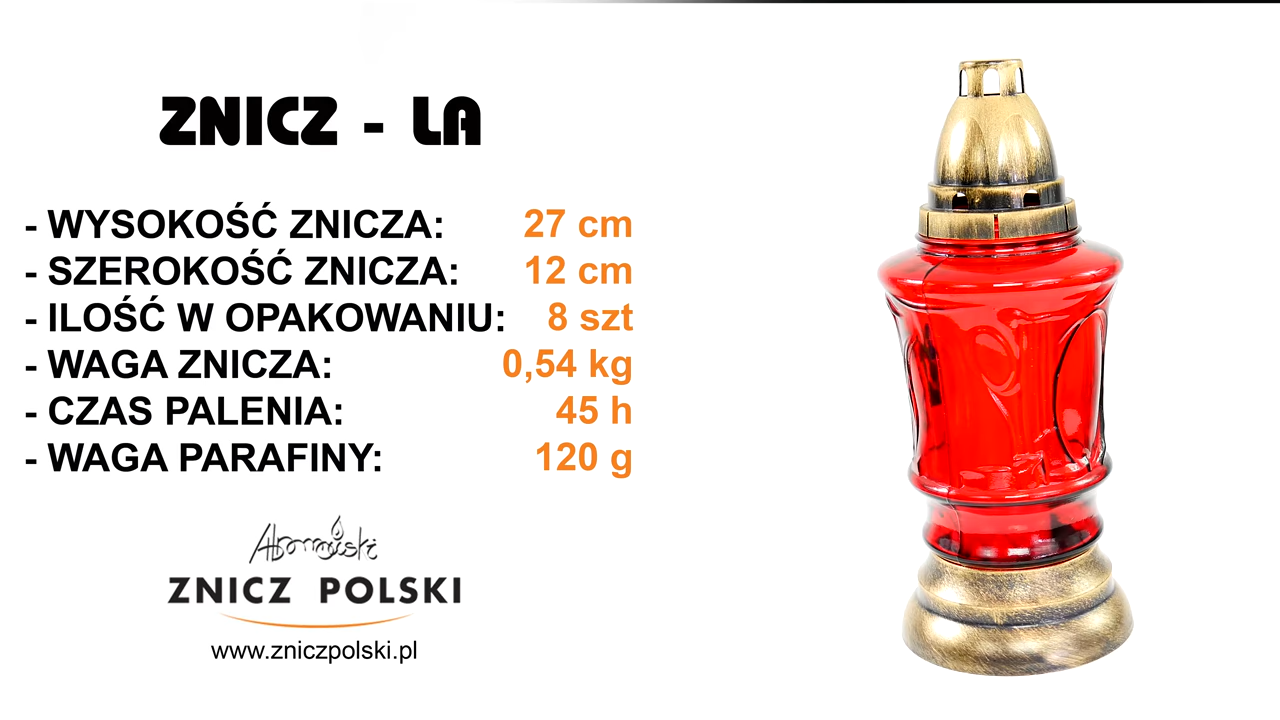 ZNICZ - LA
- WYSOKOŚĆ ZNICZA: 27 cm
- SZEROKOŚĆ ZNICZA: 12 cm
- ILOŚĆ W OPAKOWANIU: 8 szt
- WAGA ZNICZA: 0,54 kg
- CZAS PALENIA: 45 h
- WAGA PARAFINY: 120 g
ZNICZ POLSKI
www.zniczpolski.pl